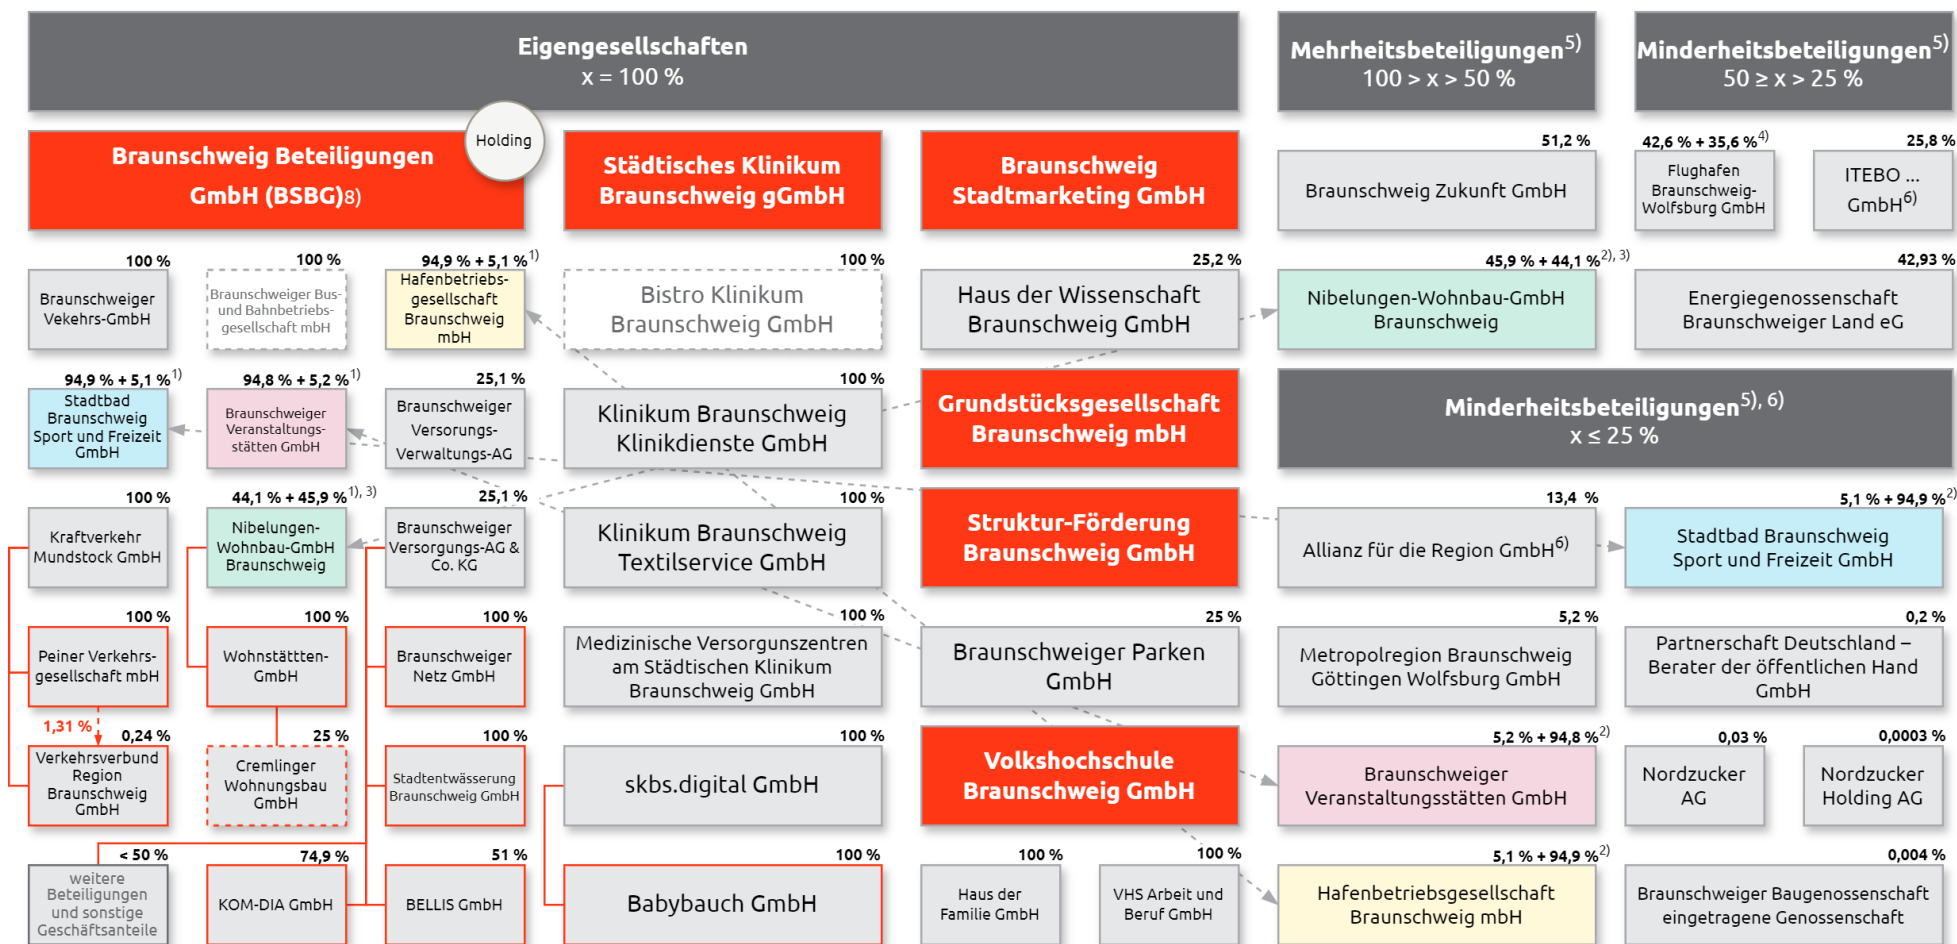 Eigengesellschaften
x = 100 %
Mehrheitsbeteiligungen5)
100 > x > 50 %
Minderheitsbeteiligungen5)
50 ≥ x > 25 %
Holding
Braunschweig Beteiligungen
GmbH (BSBG)8)
Städtisches Klinikum
Braunschweig gGmbH
Braunschweig
Stadtmarketing GmbH
51,2 %
Braunschweig Zukunft GmbH
42,6 % + 35,6 %4)
Flughafen
Braunschweig-
Wolfsburg GmbH
25,8 %
ITEBO ...
GmbH6)
100 %
Braunschweiger
Vekehrs-GmbH
100 %
Braunschweiger Bus-
und Bahnbetriebs-
gesellschaft mbH
94,9 % + 5,1 %1)
Hafenbetriebs-
gesellschaft
Braunschweig
mbH
100 %
Bistro Klinikum
Braunschweig GmbH
25,2 %
Haus der Wissenschaft
Braunschweig GmbH
45,9 % + 44,1 %2), 3)
Nibelungen-Wohnbau-GmbH
Braunschweig
42,93 %
Energiegenossenschaft
Braunschweiger Land eG
94,9 % + 5,1 %1)
Stadtbad
Braunschweig
Sport und Freizeit
GmbH
94,8 % + 5,2 %1)
Braunschweiger
Veranstaltungs-
stätten GmbH
25,1 %
Braunschweiger
Versorungs-
Verwaltungs-AG
100 %
Klinikum Braunschweig
Klinikdienste GmbH
Grundstücksgesellschaft
Braunschweig mbH
Minderheitsbeteiligungen5), 6)
x ≤ 25 %
100 %
Kraftverkehr
Mundstock GmbH
44,1 % + 45,9 %1), 3)
Nibelungen-
Wohnbau-GmbH
Braunschweig
25,1 %
Braunschweiger
Versorgungs-AG &
Co. KG
100 %
Klinikum Braunschweig
Textilservice GmbH
Struktur-Förderung
Braunschweig GmbH
13,4 %
Allianz für die Region GmbH6)
5,1 % + 94,9 %2)
Stadtbad Braunschweig
Sport und Freizeit GmbH
100 %
Peiner Verkehrs-
gesellschaft mbH
100 %
Wohnstättten-
GmbH
100 %
Braunschweiger
Netz GmbH
100 %
Medizinische Versorgunszentren
am Städtischen Klinikum
Braunschweig GmbH
25 %
Braunschweiger Parken
GmbH
5,2 %
Metropolregion Braunschweig
Göttingen Wolfsburg GmbH
0,2 %
Partnerschaft Deutschland –
Berater der öffentlichen Hand
GmbH
1,31 %
0,24 %
Verkehrsverbund
Region
Braunschweig
GmbH
25 %
Cremlinger
Wohnungsbau
GmbH
100 %
Stadtentwässerung
Braunschweig GmbH
100 %
skbs.digital GmbH
Volkshochschule
Braunschweig GmbH
5,2 % + 94,8 %2)
Braunschweiger
Veranstaltungsstätten GmbH
0,03 %
Nordzucker
AG
0,0003 %
Nordzucker
Holding AG
< 50 %
weitere
Beteiligungen
und sonstige
Geschäftsanteile
74,9 %
KOM-DIA GmbH
51 %
BELLIS GmbH
100 %
Babybauch GmbH
100 %
Haus der
Familie GmbH
100 %
VHS Arbeit und
Beruf GmbH
5,1 % + 94,9 %2)
Hafenbetriebsgesellschaft
Braunschweig mbH
0,004 %
Braunschweiger Baugenossenschaft
eingetragene Genossenschaft